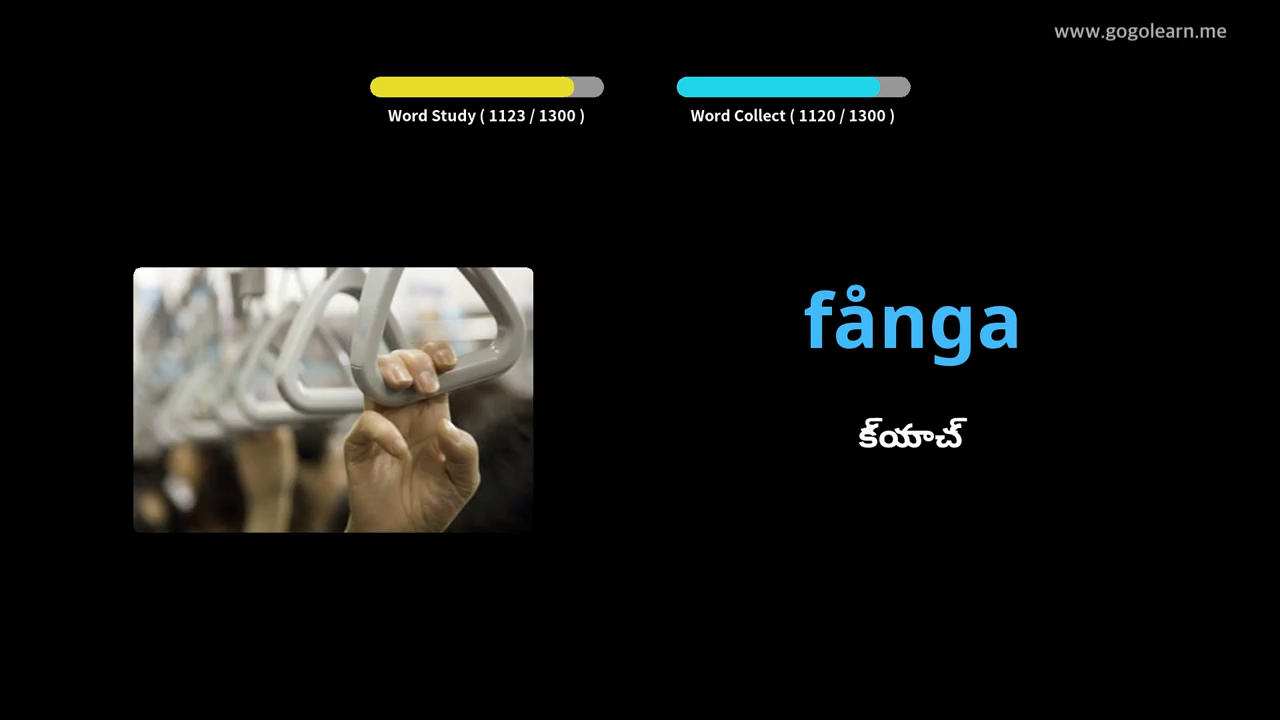 www.gogolearn.me
Word Study ( 1123 / 1300 )
Word Collect ( 1120 / 1300 )
fånga
క్‌యాచ్